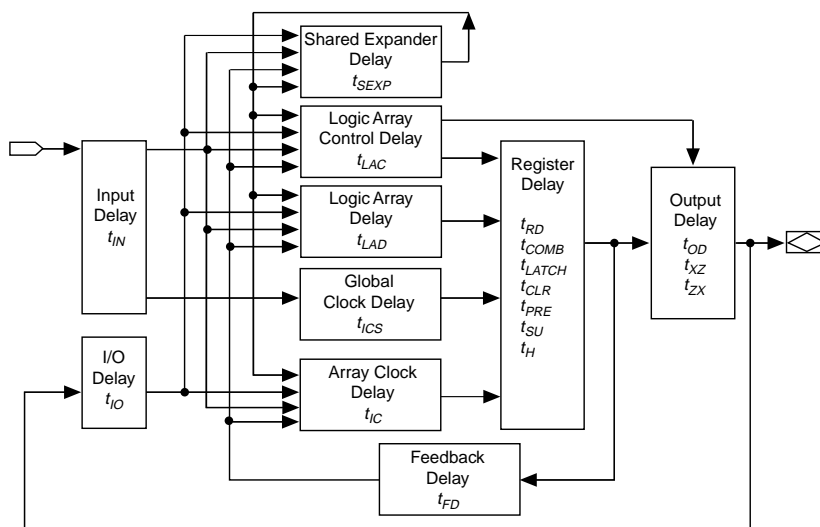 Shared Expander
Delay
tSEXP
Logic Array
Control Delay
tLAC
Register
Delay
tRD
tCOMB
tLATCH
tCLR
tPRE
tSU
tH
Input
Delay
tIN
Output
Delay
tOD
tXZ
tZX
Logic Array
Delay
tLAD
Global
Clock Delay
tICS
I/O
Delay
tIO
Array Clock
Delay
tIC
Feedback
Delay
tFD